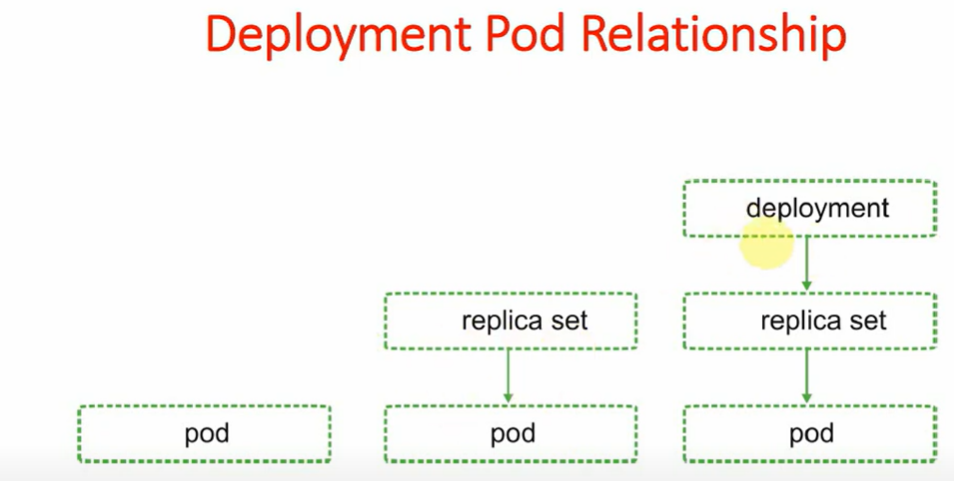 Deployment Pod Relationship
deployment
replica set
replica set
pod
pod
pod